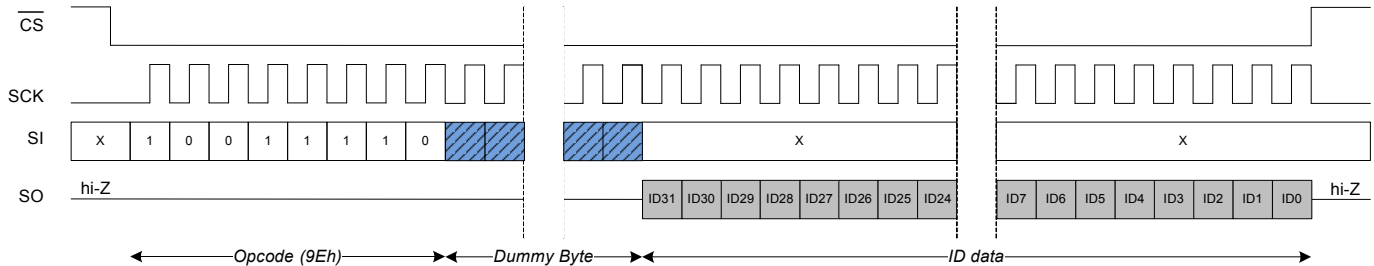 CS
SCK
SI X 1 0 0 1 1 1 1 0 X X
SO hi-Z ID31 ID30 ID29 ID28 ID27 ID26 ID25 ID24 ID7 ID6 ID5 ID4 ID3 ID2 ID1 ID0 hi-Z
Opcode (9Eh) Dummy Byte ID data